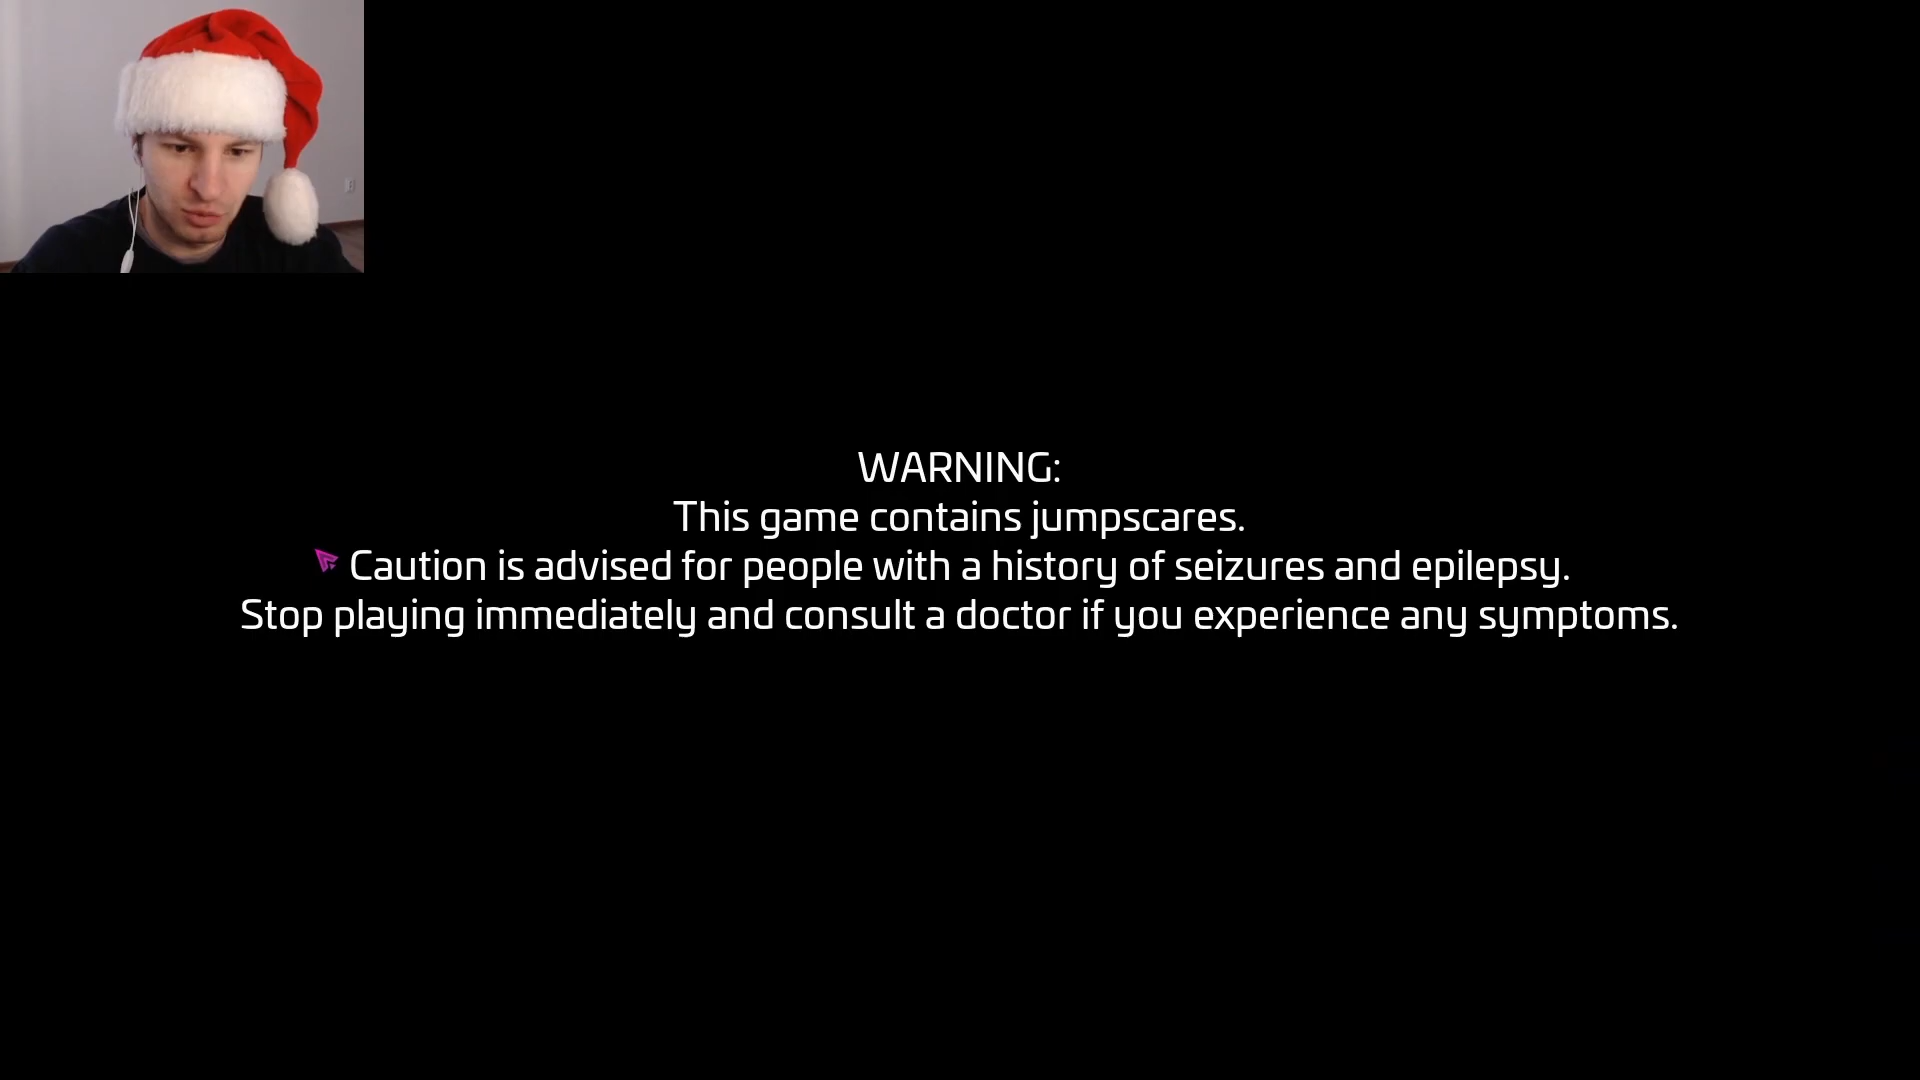 WARNING:
This game contains jumpscares.
Caution is advised for people with a history of seizures and epilepsy.
Stop playing immediately and consult a doctor if you experience any symptoms.